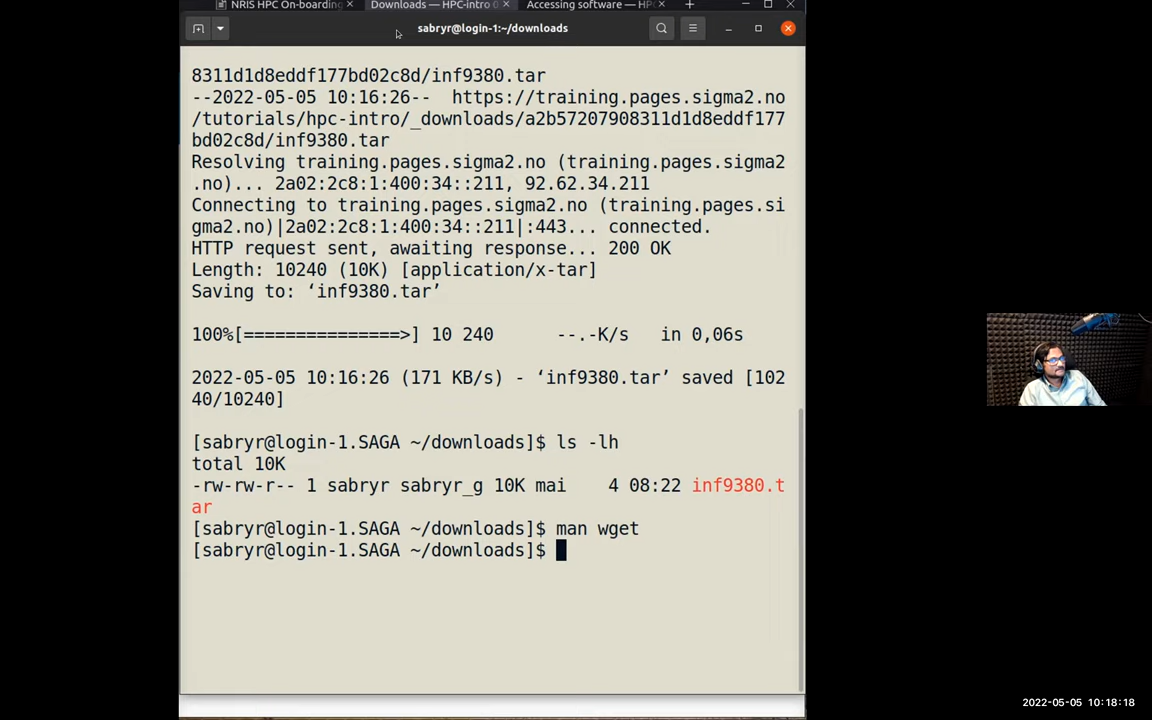 NRIS HPC On-boarding × Downloads — HPC-intro × Accessing software — HPC ×
sabryr@login-1:~/downloads
8311d1d8eddf177bd02c8d/inf9380.tar
--2022-05-05 10:16:26-- https://training.pages.sigma2.no
/tutorials/hpc-intro/_downloads/a2b57207908311d1d8eddf177
bd02c8d/inf9380.tar
Resolving training.pages.sigma2.no (training.pages.sigma2
.no)... 2a02:2c8:1:400:34::211, 92.62.34.211
Connecting to training.pages.sigma2.no (training.pages.si
gma2.no)|2a02:2c8:1:400:34::211|:443... connected.
HTTP request sent, awaiting response... 200 OK
Length: 10240 (10K) [application/x-tar]
Saving to: ‘inf9380.tar’
100%[===============>] 10 240 --.-K/s in 0,06s
2022-05-05 10:16:26 (171 KB/s) - ‘inf9380.tar’ saved [102
40/10240]
[sabryr@login-1.SAGA ~/downloads]$ ls -lh
total 10K
-rw-rw-r-- 1 sabryr sabryr_g 10K mai 4 08:22 inf9380.t
ar
[sabryr@login-1.SAGA ~/downloads]$ man wget
[sabryr@login-1.SAGA ~/downloads]$
2022-05-05 10:18:18